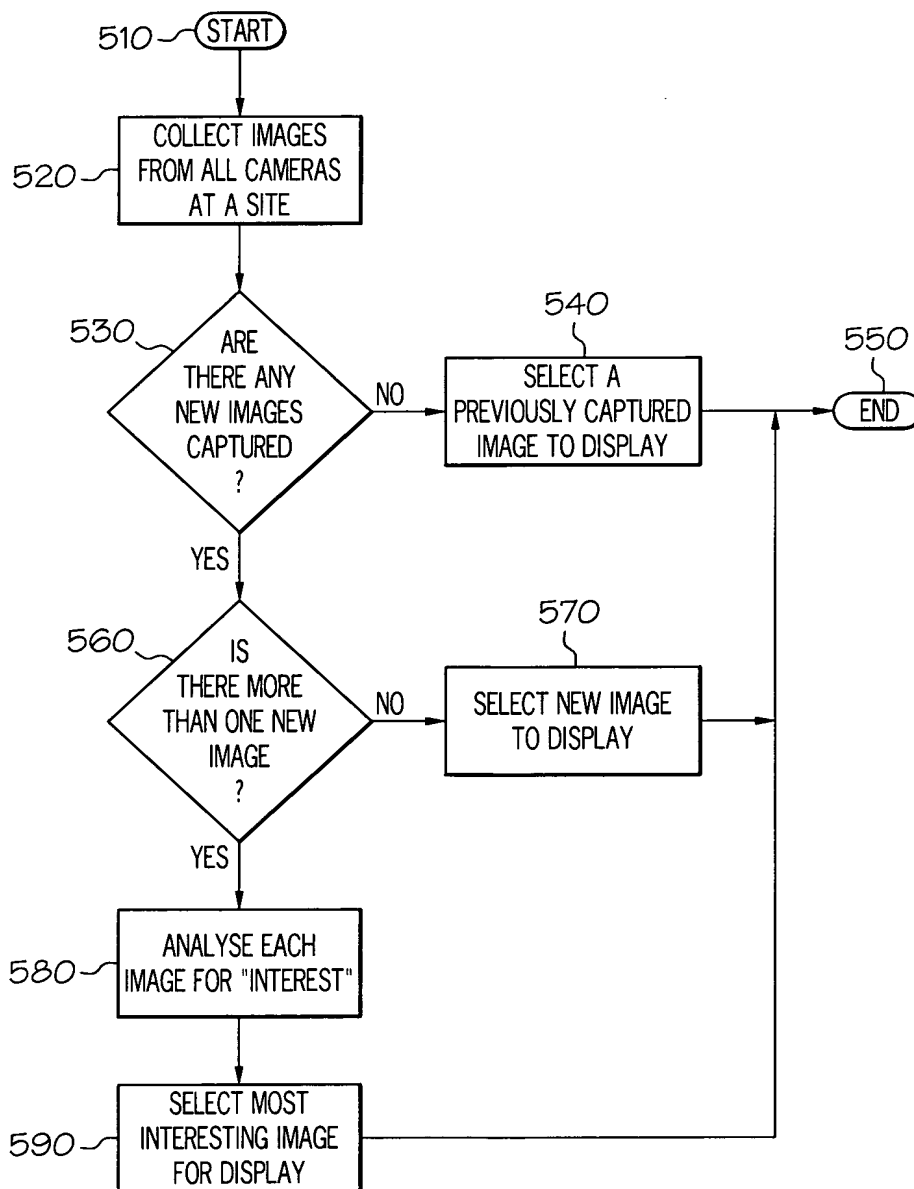 510
START
520
COLLECT IMAGES
FROM ALL CAMERAS
AT A SITE
530
ARE
THERE ANY
NEW IMAGES
CAPTURED
?
NO
540
SELECT A
PREVIOUSLY CAPTURED
IMAGE TO DISPLAY
550
END
YES
560
IS
THERE MORE
THAN ONE NEW
IMAGE
?
NO
570
SELECT NEW IMAGE
TO DISPLAY
YES
580
ANALYSE EACH
IMAGE FOR "INTEREST"
590
SELECT MOST
INTERESTING IMAGE
FOR DISPLAY